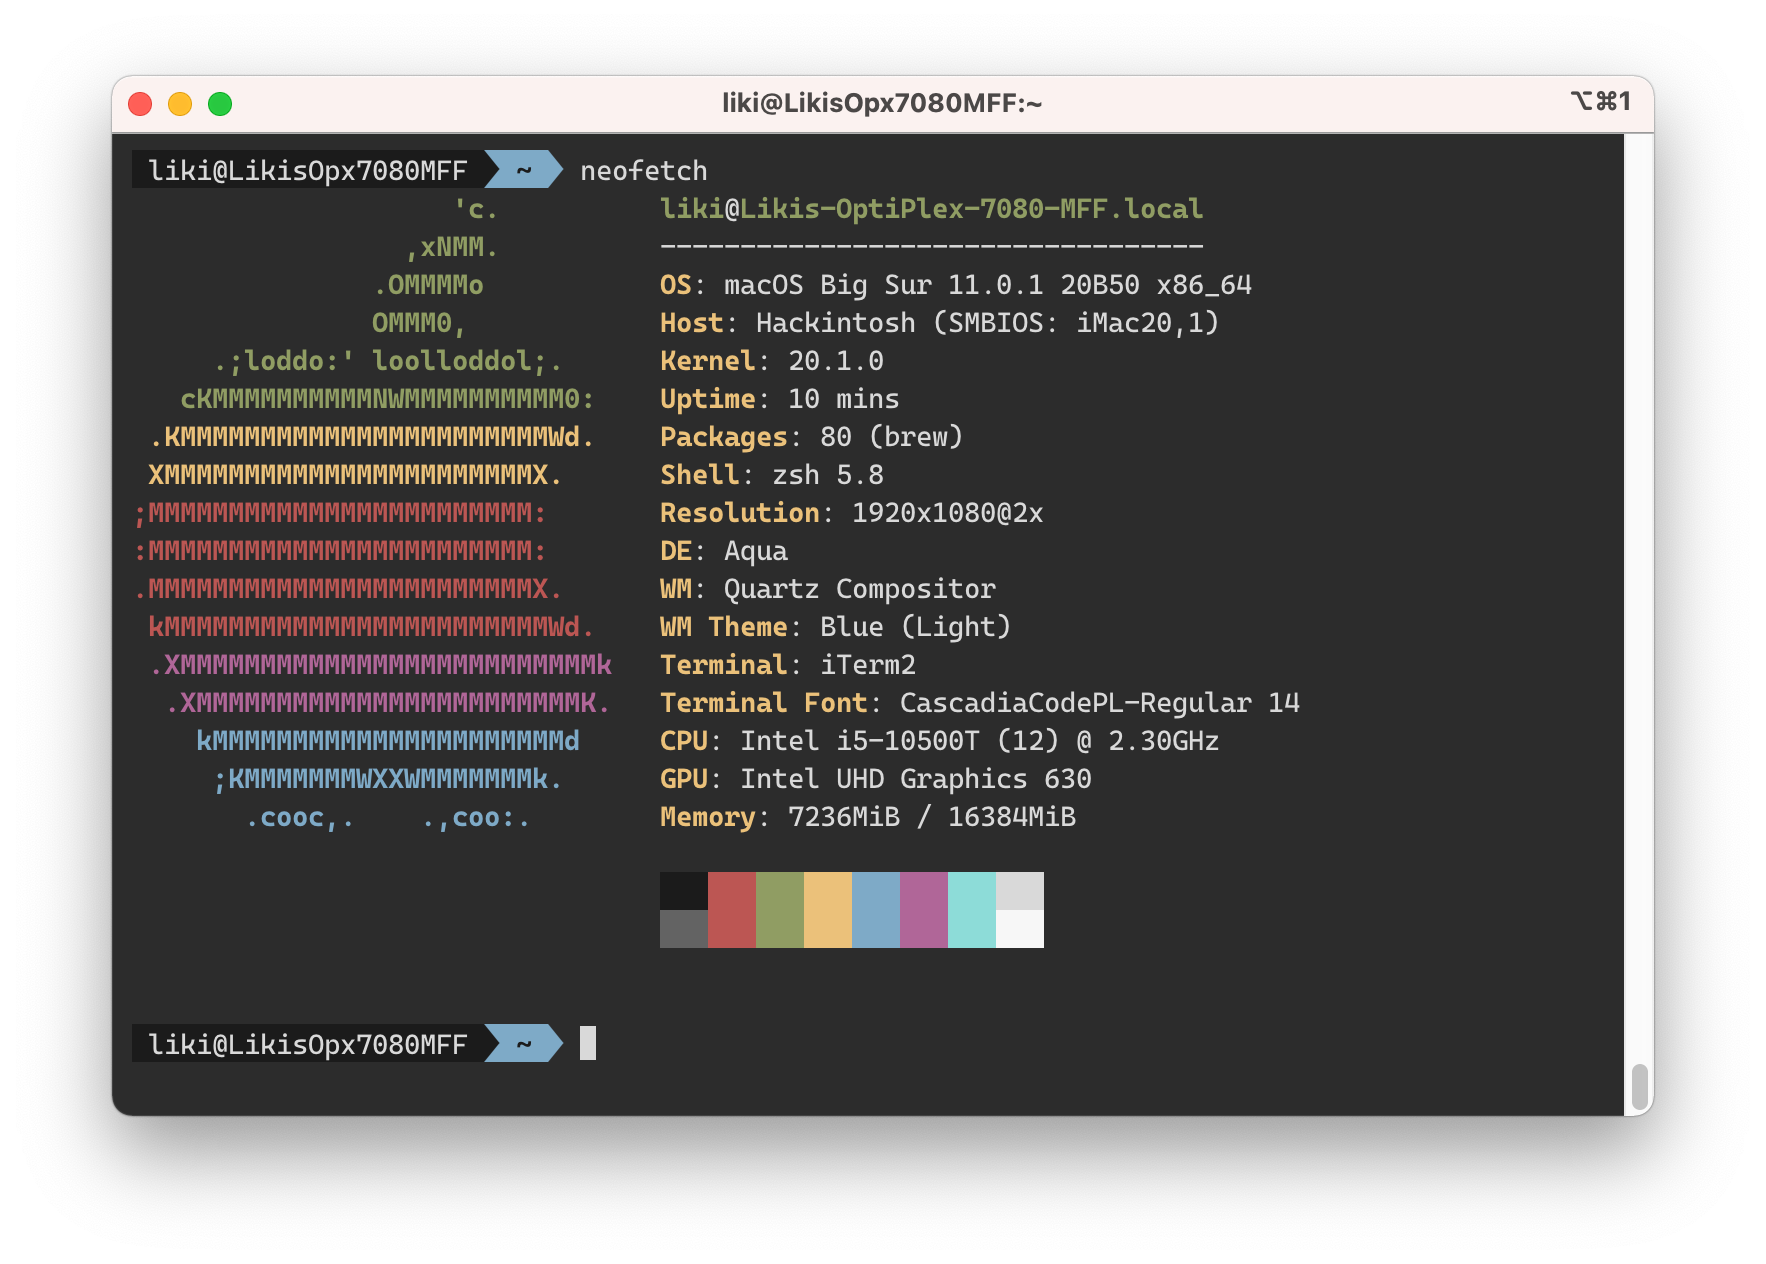 liki@LikisOpx7080MFF:~ ⌥⌘1
liki@LikisOpx7080MFF ~ neofetch
'c. liki@Likis-OptiPlex-7080-MFF.local
,xNMM. ----------------------------------
.OMMMMo OS: macOS Big Sur 11.0.1 20B50 x86_64
OMMM0, Host: Hackintosh (SMBIOS: iMac20,1)
.;loddo:' loolloddol;. Kernel: 20.1.0
cKMMMMMMMMMMNWMMMMMMMMMM0: Uptime: 10 mins
.KMMMMMMMMMMMMMMMMMMMMMMMWd. Packages: 80 (brew)
XMMMMMMMMMMMMMMMMMMMMMMMX. Shell: zsh 5.8
;MMMMMMMMMMMMMMMMMMMMMMMM: Resolution: 1920x1080@2x
:MMMMMMMMMMMMMMMMMMMMMMMM: DE: Aqua
.MMMMMMMMMMMMMMMMMMMMMMMMX. WM: Quartz Compositor
kMMMMMMMMMMMMMMMMMMMMMMMMWd. WM Theme: Blue (Light)
.XMMMMMMMMMMMMMMMMMMMMMMMMMMk Terminal: iTerm2
.XMMMMMMMMMMMMMMMMMMMMMMMMK. Terminal Font: CascadiaCodePL-Regular 14
kMMMMMMMMMMMMMMMMMMMMMMd CPU: Intel i5-10500T (12) @ 2.30GHz
;KMMMMMMMWXXWMMMMMMMk. GPU: Intel UHD Graphics 630
.cooc,. .,coo:. Memory: 7236MiB / 16384MiB
liki@LikisOpx7080MFF ~